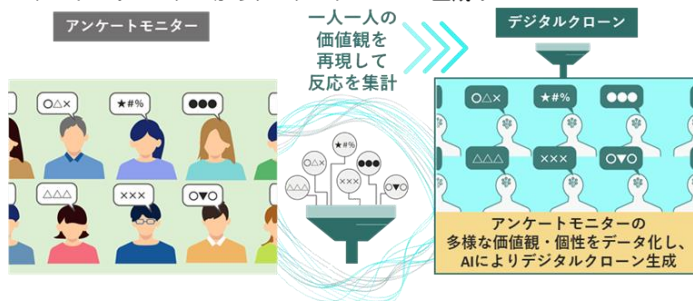 アンケートモニター
一人一人の
価値観を
再現して
反応を集計
デジタルクローン
○△×
★#%
●●●
△△△
×××
○▼○
○△×
★#%
●●●
△△△
×××
○▼○
○△×
★#%
●●●
△△△
×××
○▼○
アンケートモニターの
多様な価値観・個性をデータ化し、
AIによりデジタルクローン生成